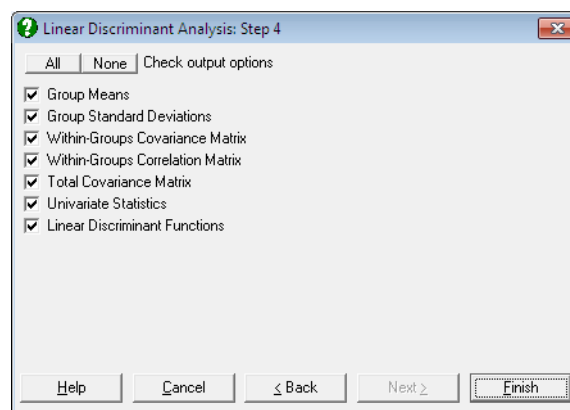 Linear Discriminant Analysis: Step 4
All None Check output options
Group Means
Group Standard Deviations
Within-Groups Covariance Matrix
Within-Groups Correlation Matrix
Total Covariance Matrix
Univariate Statistics
Linear Discriminant Functions
Help Cancel < Back Next > Finish